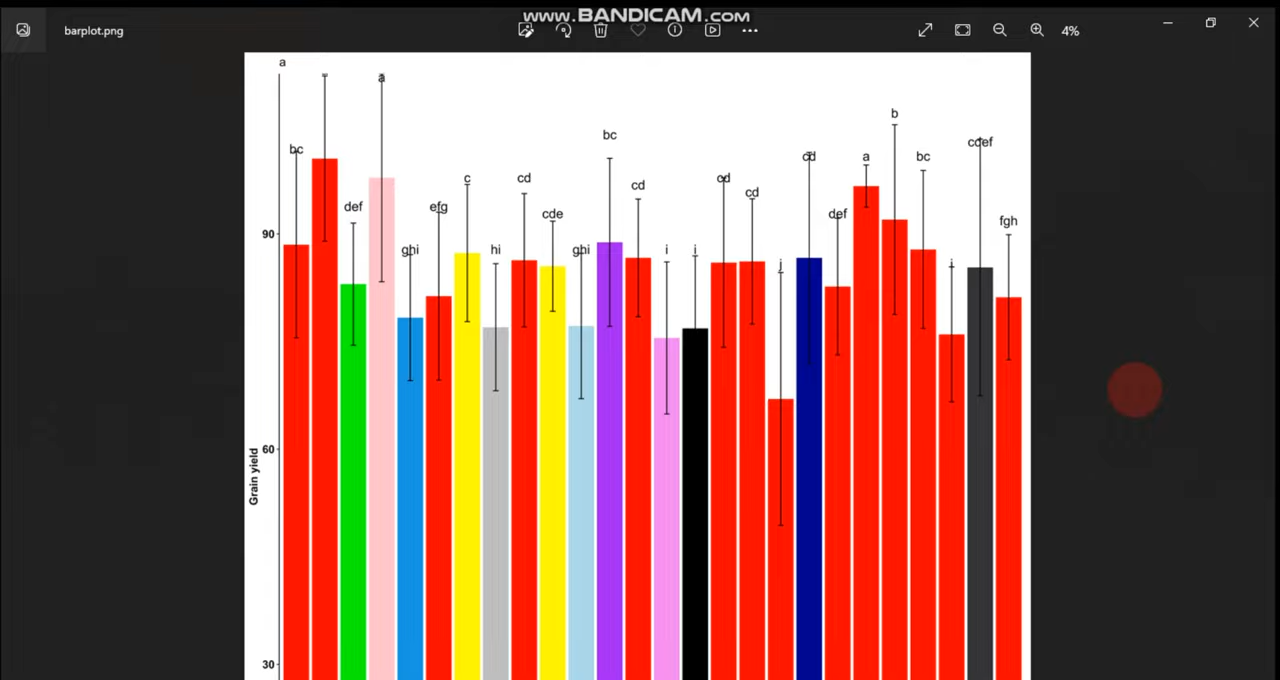 www.BANDICAM.com
barplot.png
4%
a
a
b
bc
cdef
bc
bc
a
bc
c
cd
cd
cd
cd
cd
def
efg
cde
def
fgh
ghi
hi
ghi
i
i
j
i
90
60
30
Grain yield